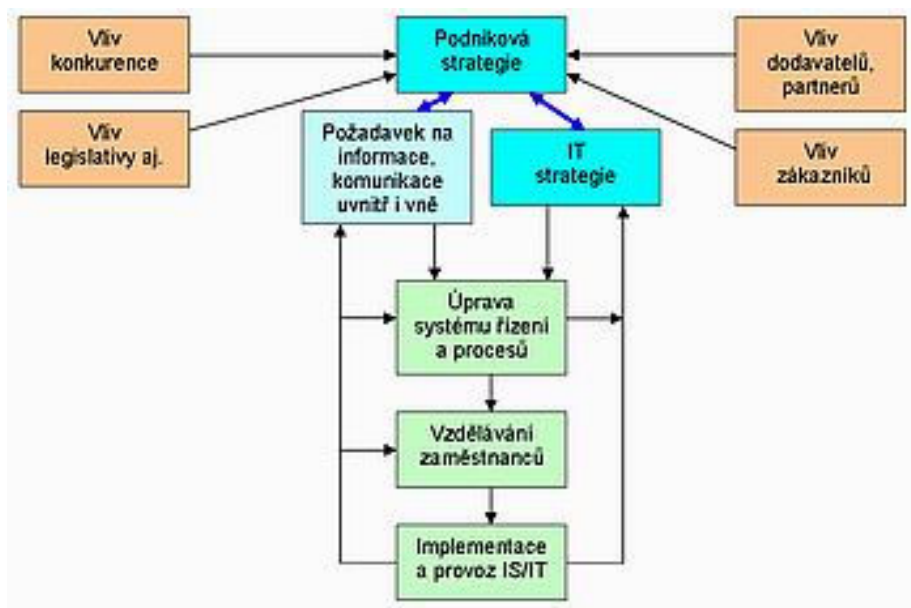 Vliv
konkurence
Podniková
strategie
Vliv
dodavatelů,
partnerů
Vliv
legislativy aj.
Požadavek na
informace,
komunikace
uvnitř i vně
IT
strategie
Vliv
zákazníků
Úprava
systému řízení
a procesů
Vzdělávání
zaměstnanců
Implementace
a provoz IS/IT